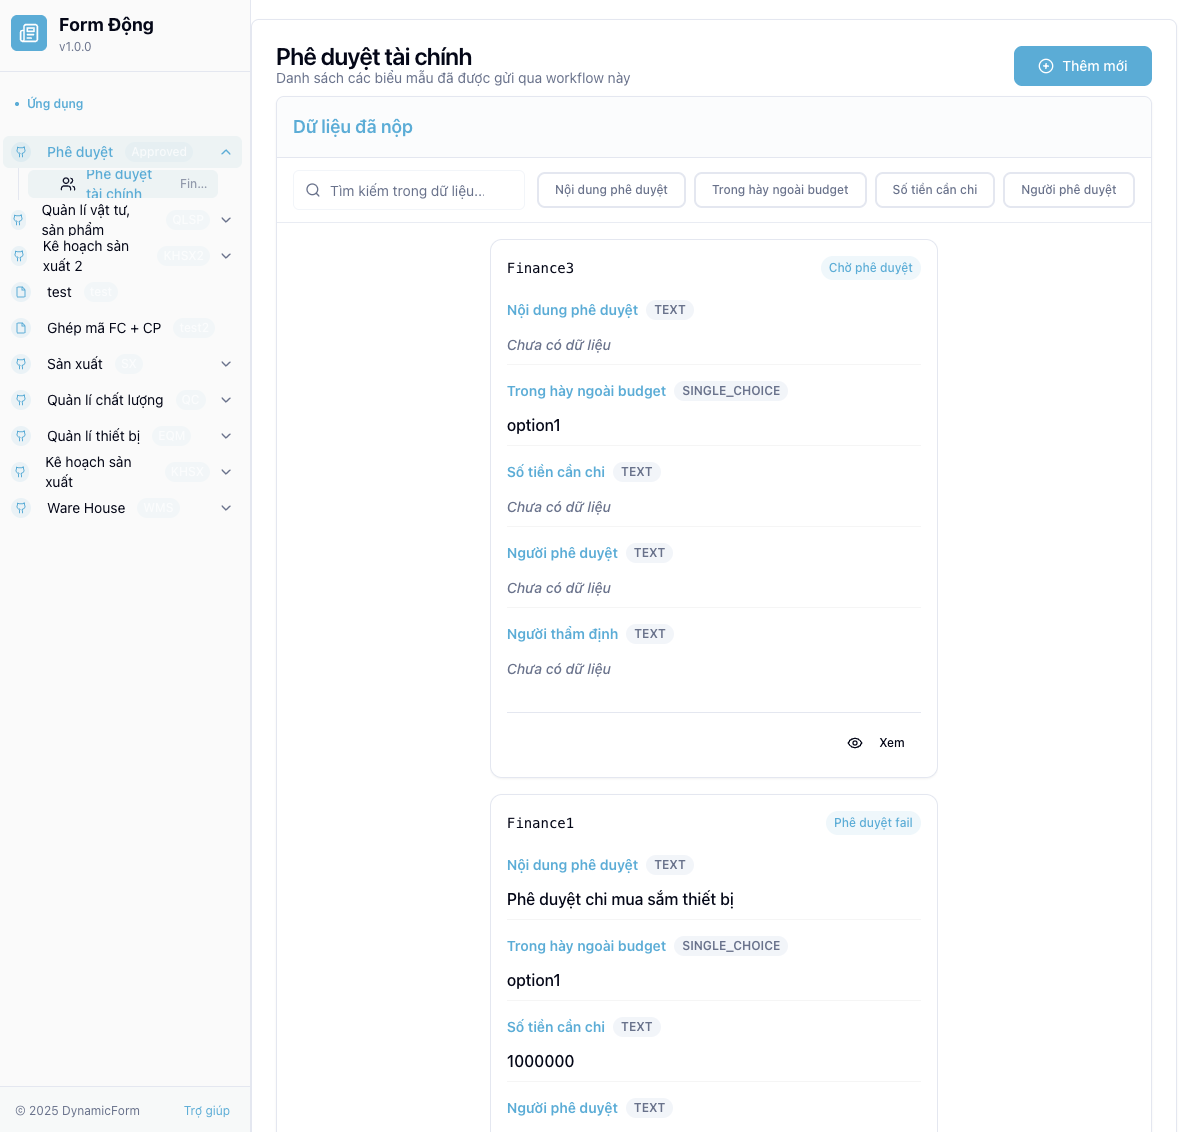 Form Động
v1.0.0
Ứng dụng
Phê duyệt Approved
Phê duyệt
tài chính
Fin...
Quản lí vật tư,
sản phẩm
QLSP
Kê hoạch sản
xuất 2
KHSX2
test test
Ghép mã FC + CP test2
Sản xuất SX
Quản lí chất lượng QC
Quản lí thiết bị EQM
Kê hoạch sản
xuất
KHSX
Ware House WMS
© 2025 DynamicForm Trợ giúp
Phê duyệt tài chính
Danh sách các biểu mẫu đã được gửi qua workflow này
Thêm mới
Dữ liệu đã nộp
Tìm kiếm trong dữ liệu... Nội dung phê duyệt Trong hày ngoài budget Số tiền cần chi Người phê duyệt
Finance3 Chờ phê duyệt
Nội dung phê duyệt TEXT
Chưa có dữ liệu
Trong hày ngoài budget SINGLE_CHOICE
option1
Số tiền cần chi TEXT
Chưa có dữ liệu
Người phê duyệt TEXT
Chưa có dữ liệu
Người thẩm định TEXT
Chưa có dữ liệu
Xem
Finance1 Phê duyệt fail
Nội dung phê duyệt TEXT
Phê duyệt chi mua sắm thiết bị
Trong hày ngoài budget SINGLE_CHOICE
option1
Số tiền cần chi TEXT
1000000
Người phê duyệt TEXT